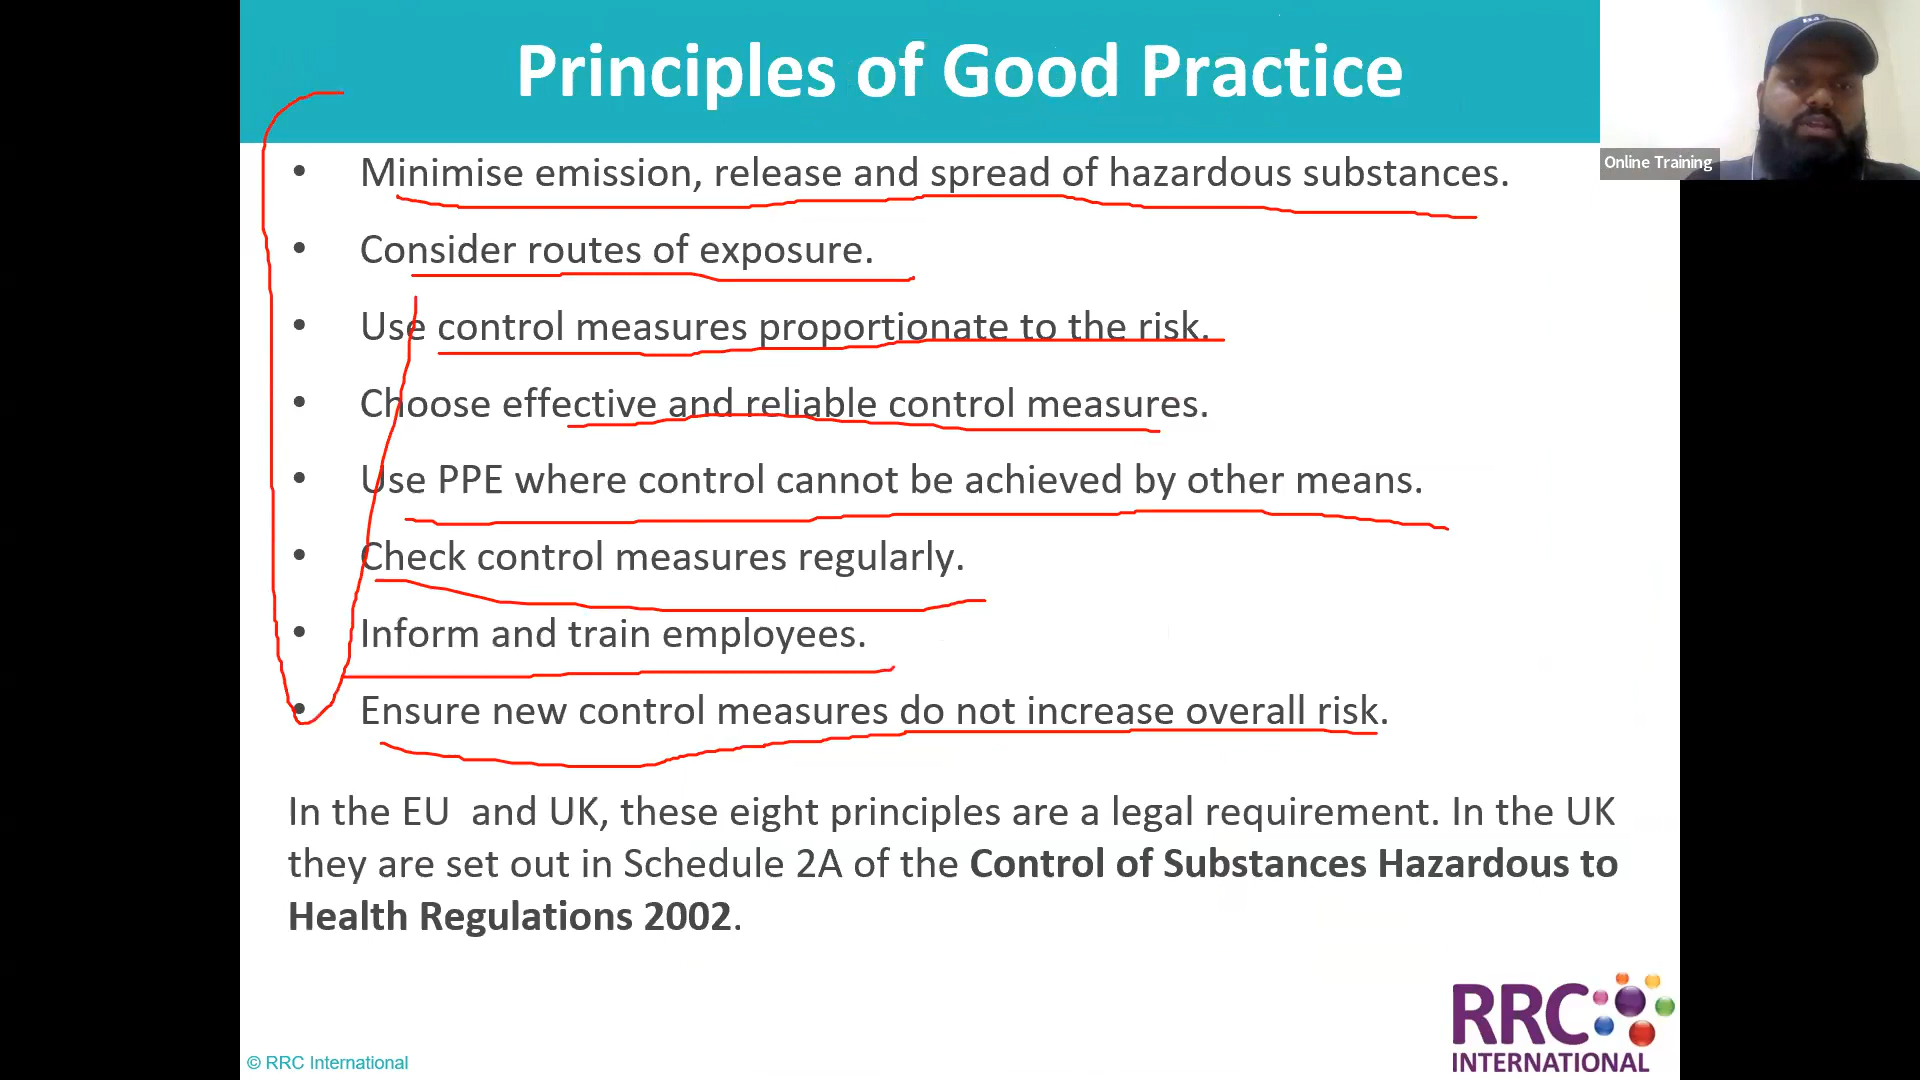 Principles of Good Practice
Online Training
• Minimise emission, release and spread of hazardous substances.
• Consider routes of exposure.
• Use control measures proportionate to the risk.
• Choose effective and reliable control measures.
• Use PPE where control cannot be achieved by other means.
• Check control measures regularly.
• Inform and train employees.
• Ensure new control measures do not increase overall risk.
In the EU and UK, these eight principles are a legal requirement. In the UK
they are set out in Schedule 2A of the Control of Substances Hazardous to
Health Regulations 2002.
RRC
INTERNATIONAL
© RRC International